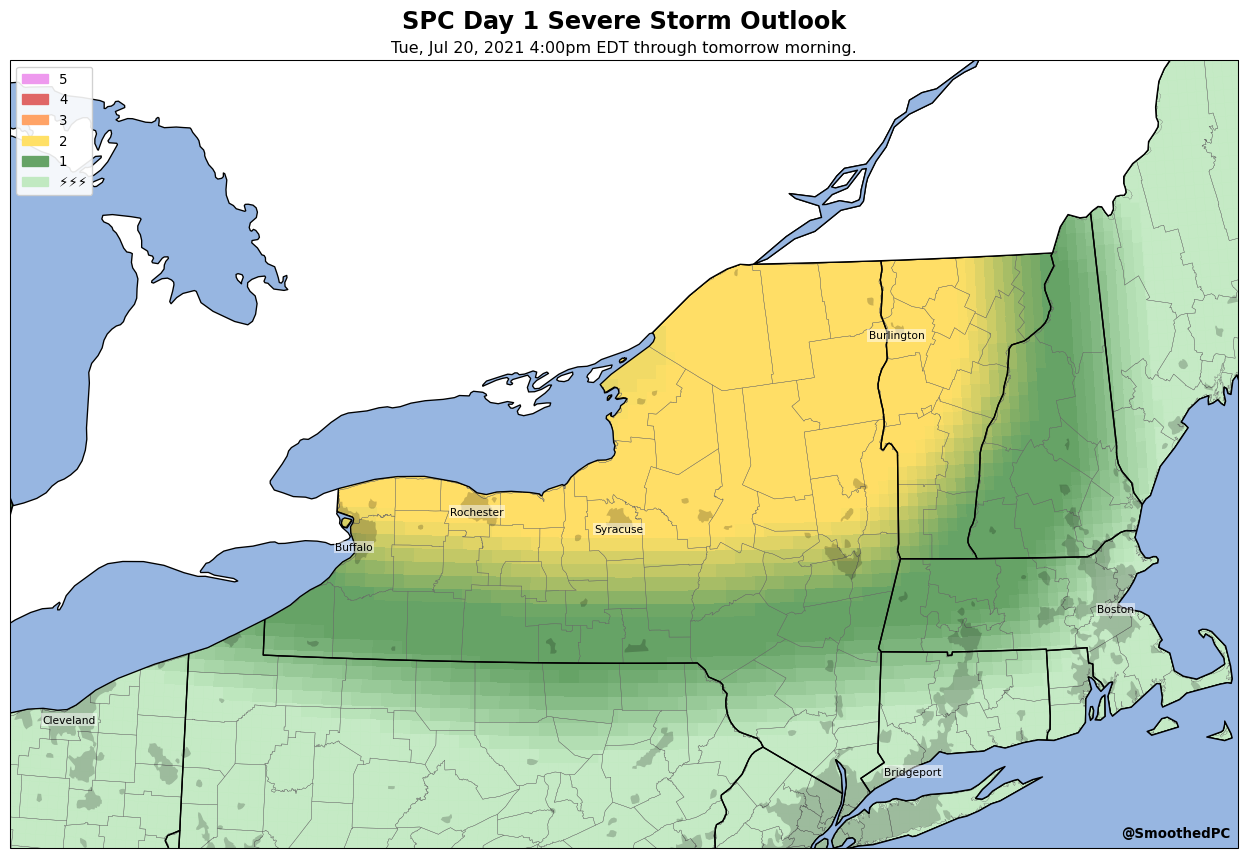 SPC Day 1 Severe Storm Outlook
Tue, Jul 20, 2021 4:00pm EDT through tomorrow morning.
5
4
3
2
1
⚡⚡⚡
Burlington
Rochester
Syracuse
Buffalo
Boston
Cleveland
Bridgeport
@SmoothedPC